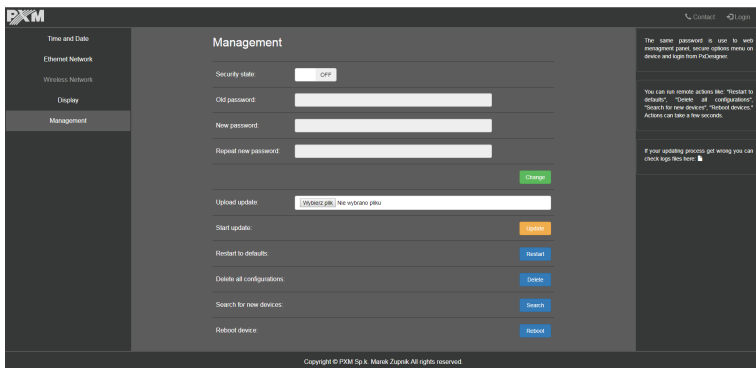 PXM
Contact Login
Time and Date
Ethernet Network
Wireless Network
Display
Management
Management
Security state: OFF
Old password:
New password:
Repeat new password:
Change
Upload update: Wybierz plik Nie wybrano pliku
Start update: Update
Restart to defaults: Restart
Delete all configurations: Delete
Search for new devices: Search
Reboot device: Reboot
The same password is use to web
menagment panel, secure options menu on
device and login from PxDesigner.
You can run remote actions like: "Restart to
defaults", "Delete all configurations",
"Search for new devices", "Reboot devices."
Actions can take a few seconds.
If your updating process get wrong you can
check logs files here:
Copyright © PXM Sp.k. Marek Żupnik All rights reserved.